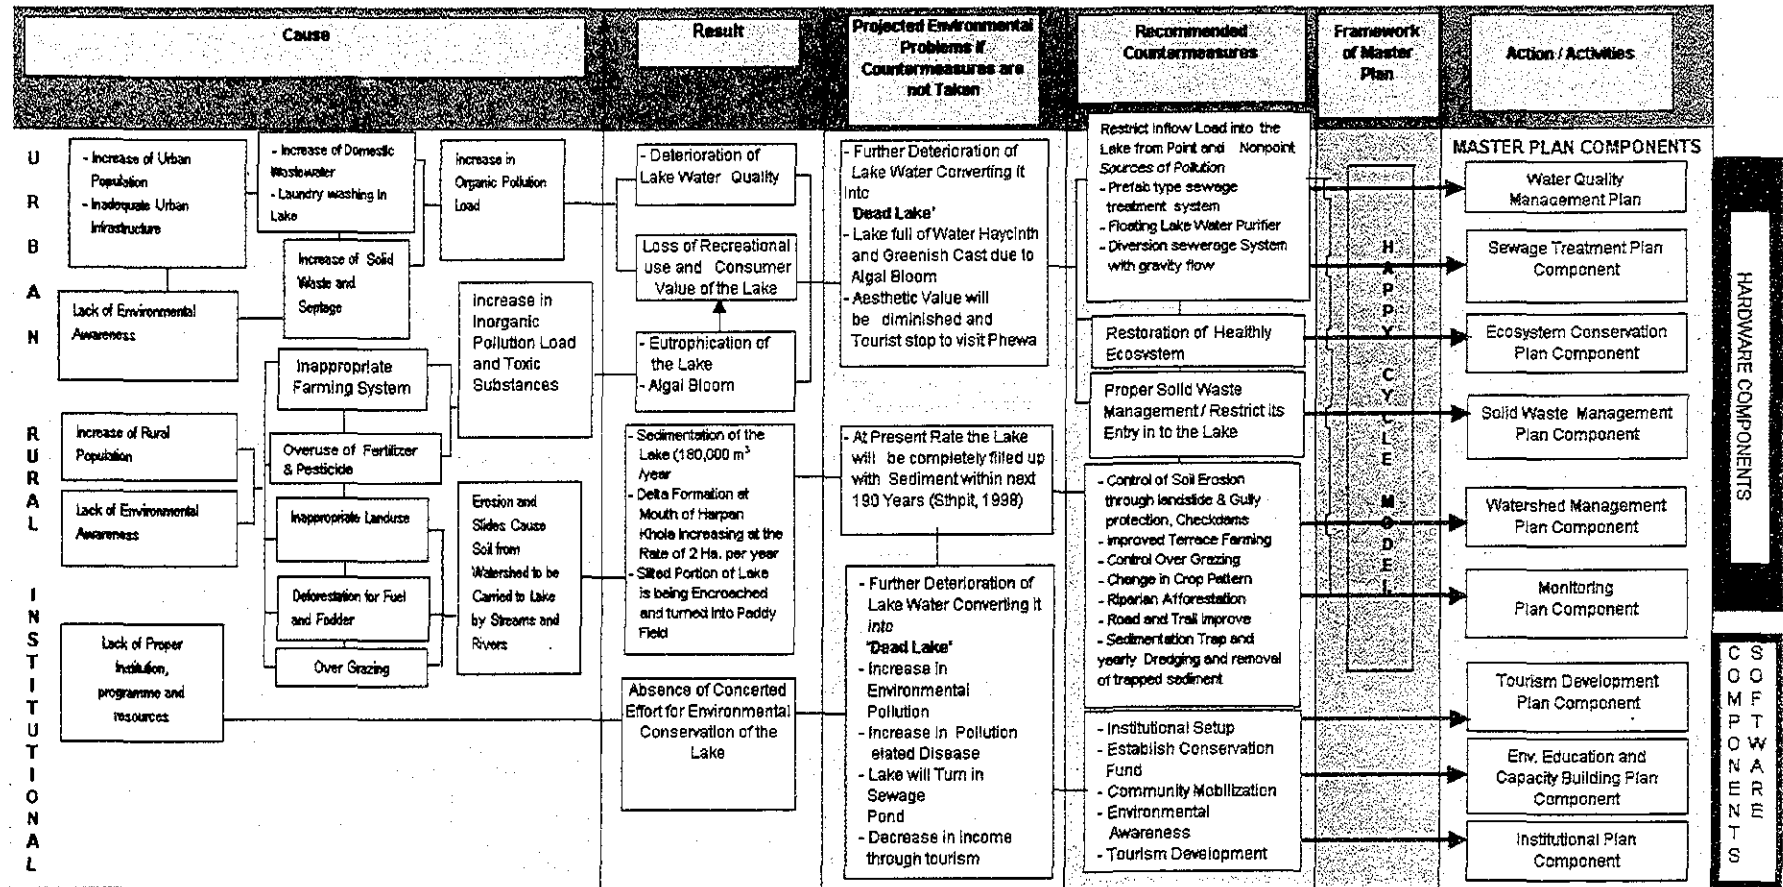 Cause
Result
Projected Environmental
Problems if
Countermeasures are
not Taken
Recommended
Countermeasures
Framework
of Master
Plan
Action / Activities
URBAN
- Increase of Urban
Population
- Inadequate Urban
Infrastructure
Lack of Environmental
Awareness
- Increase of Domestic
Wastewater
- Laundry washing in
Lake
Increase of Solid
Waste and
Septage
Increase in
Organic Pollution
Load
Increase in
Inorganic
Pollution Load
and Toxic
Substances
RURAL
Increase of Rural
Population
Lack of Environmental
Awareness
Inappropriate
Farming System
Overuse of Fertilizer
& Pesticide
Inappropriate Landuse
Deforestation for Fuel
and Fodder
Over Grazing
Erosion and
Slides Cause
Soil from
Watershed to be
Carried to Lake
by Streams and
Rivers
INSTITUTIONAL
Lack of Proper
Institution,
programme and
resources
- Deterioration of
Lake Water Quality
Loss of Recreational
use and Consumer
Value of the Lake
- Eutrophication of
the Lake
- Algal Bloom
- Sedimentation of the
Lake (180,000 m³
/year
- Delta Formation at
Mouth of Harpan
Khola Increasing at the
Rate of 2 Ha. per year
- Silted Portion of Lake
is being Encroached
and turned into Paddy
Field
Absence of Concerted
Effort for Environmental
Conservation of the
Lake
- Further Deterioration of
Lake Water Converting it
into
'Dead Lake'
- Lake full of Water Haycinth
and Greenish Cast due to
Algal Bloom
- Aesthetic Value will
be diminished and
Tourist stop to visit Phewa
- At Present Rate the Lake
will be completely filled up
with Sediment within next
190 Years (Sthpit, 1998)
- Further Deterioration of
Lake Water Converting it
into
'Dead Lake'
- Increase in
Environmental
Pollution
- Increase in Pollution
elated Disease
- Lake will Turn in
Sewage
Pond
- Decrease in income
through tourism
Restrict Inflow Load into the
Lake from Point and Nonpoint
Sources of Pollution
- Prefab type sewage
treatment system
- Floating Lake Water Purifier
- Diversion sewerage System
with gravity flow
Restoration of Healthly
Ecosystem
Proper Solid Waste
Management / Restrict its
Entry in to the Lake
- Control of Soil Erosion
through landslide & Gully
protection, Checkdams
- Improved Terrace Farming
- Control Over Grazing
- Change in Crop Pattern
- Riparian Afforestation
- Road and Trail Improve
- Sedimentation Trap and
yearly Dredging and removal
of trapped sediment
- Institutional Setup
- Establish Conservation
Fund
- Community Mobilization
- Environmental
Awareness
- Tourism Development
HAPPY CYCLE MODEL
MASTER PLAN COMPONENTS
Water Quality
Management Plan
Sewage Treatment Plan
Component
Ecosystem Conservation
Plan Component
Solid Waste Management
Plan Component
Watershed Management
Plan Component
Monitoring
Plan Component
Tourism Development
Plan Component
Env. Education and
Capacity Building Plan
Component
Institutional Plan
Component
HARDWARE COMPONENTS
SOFTWARE
COMPONENTS